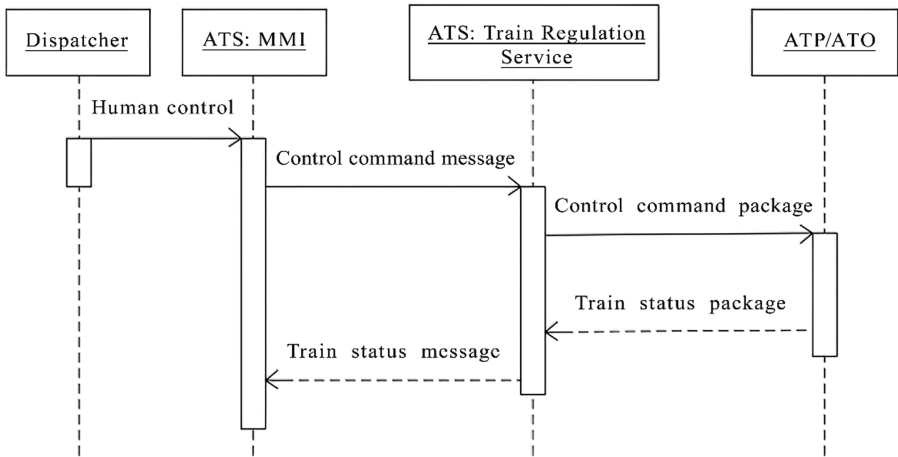 Dispatcher
ATS: MMI
ATS: Train Regulation
Service
ATP/ATO
Human control
Control command message
Control command package
Train status package
Train status message